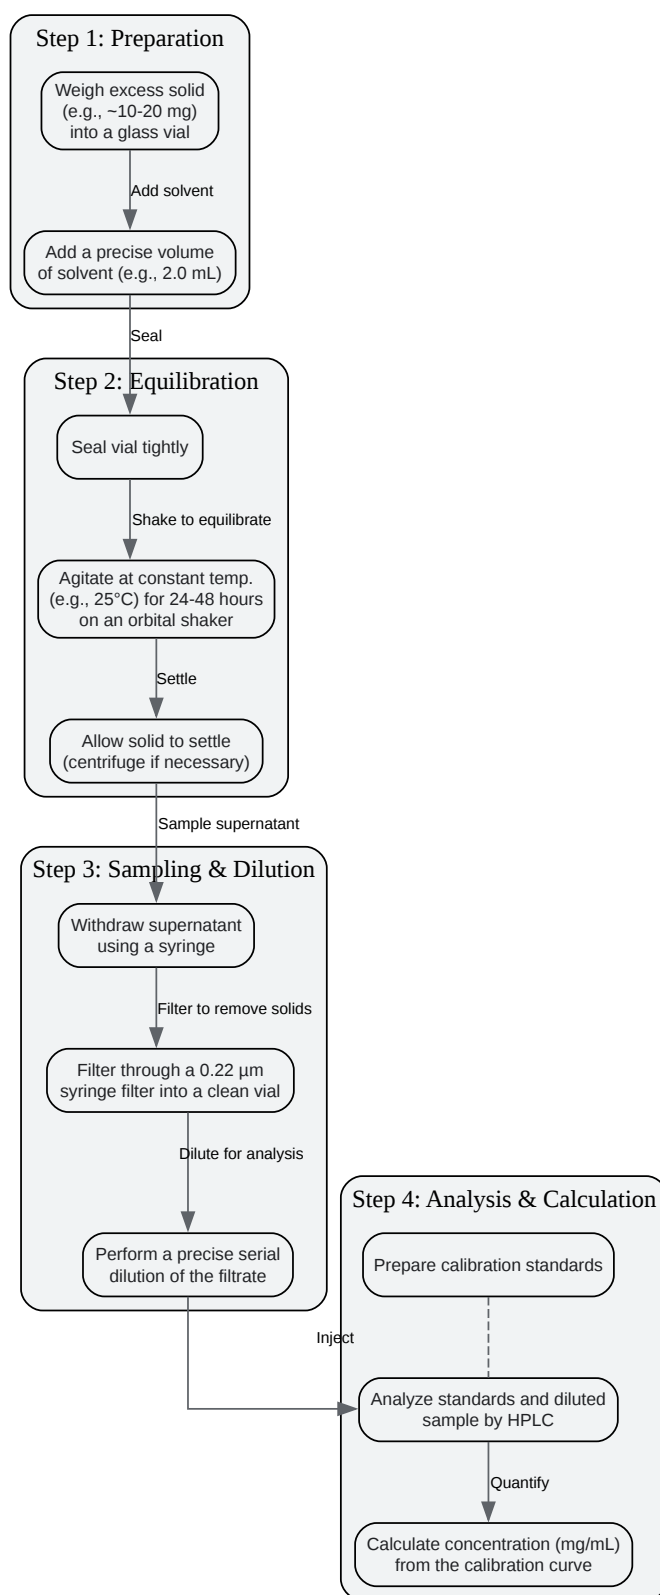 Step 1: Preparation
Weigh excess solid
(e.g., ~10-20 mg)
into a glass vial
Add solvent
Add a precise volume
of solvent (e.g., 2.0 mL)
Seal
Step 2: Equilibration
Seal vial tightly
Shake to equilibrate
Agitate at constant temp.
(e.g., 25°C) for 24-48 hours
on an orbital shaker
Settle
Allow solid to settle
(centrifuge if necessary)
Sample supernatant
Step 3: Sampling & Dilution
Withdraw supernatant
using a syringe
Filter to remove solids
Filter through a 0.22 µm
syringe filter into a clean vial
Dilute for analysis
Perform a precise serial
dilution of the filtrate
Inject
Step 4: Analysis & Calculation
Prepare calibration standards
Analyze standards and diluted
sample by HPLC
Quantify
Calculate concentration (mg/mL)
from the calibration curve